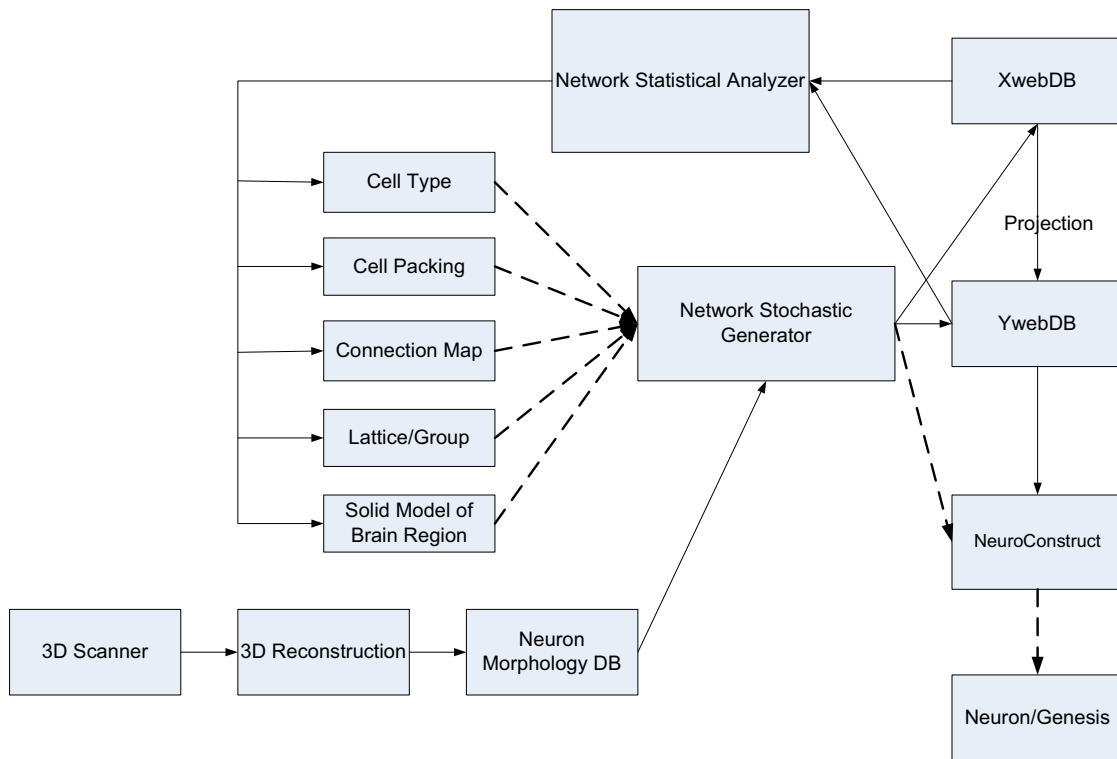 Network Statistical Analyzer
XwebDB
Cell Type
Projection
Cell Packing
Network Stochastic
Generator
YwebDB
Connection Map
Lattice/Group
Solid Model of
Brain Region
NeuroConstruct
3D Scanner
3D Reconstruction
Neuron
Morphology DB
Neuron/Genesis